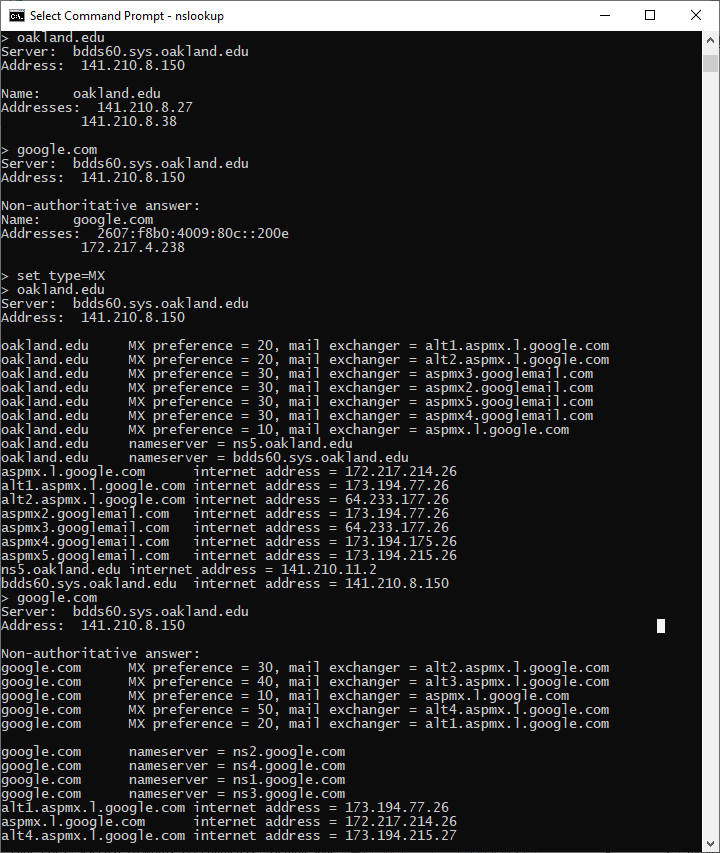 Select Command Prompt - nslookup
> oakland.edu
Server:  bdds60.sys.oakland.edu
Address:  141.210.8.150

Name:    oakland.edu
Addresses:  141.210.8.27
          141.210.8.38

> google.com
Server:  bdds60.sys.oakland.edu
Address:  141.210.8.150

Non-authoritative answer:
Name:    google.com
Addresses:  2607:f8b0:4009:80c::200e
          172.217.4.238

> set type=MX
> oakland.edu
Server:  bdds60.sys.oakland.edu
Address:  141.210.8.150

oakland.edu     MX preference = 20, mail exchanger = alt1.aspmx.l.google.com
oakland.edu     MX preference = 20, mail exchanger = alt2.aspmx.l.google.com
oakland.edu     MX preference = 30, mail exchanger = aspmx3.googlemail.com
oakland.edu     MX preference = 30, mail exchanger = aspmx2.googlemail.com
oakland.edu     MX preference = 30, mail exchanger = aspmx5.googlemail.com
oakland.edu     MX preference = 30, mail exchanger = aspmx4.googlemail.com
oakland.edu     MX preference = 10, mail exchanger = aspmx.l.google.com
oakland.edu     nameserver = ns5.oakland.edu
oakland.edu     nameserver = bdds60.sys.oakland.edu
aspmx.l.google.com      internet address = 172.217.214.26
alt1.aspmx.l.google.com internet address = 173.194.77.26
alt2.aspmx.l.google.com internet address = 64.233.177.26
aspmx2.googlemail.com   internet address = 173.194.77.26
aspmx3.googlemail.com   internet address = 64.233.177.26
aspmx4.googlemail.com   internet address = 173.194.175.26
aspmx5.googlemail.com   internet address = 173.194.215.26
ns5.oakland.edu internet address = 141.210.11.2
bdds60.sys.oakland.edu  internet address = 141.210.8.150
> google.com
Server:  bdds60.sys.oakland.edu
Address:  141.210.8.150

Non-authoritative answer:
google.com      MX preference = 30, mail exchanger = alt2.aspmx.l.google.com
google.com      MX preference = 40, mail exchanger = alt3.aspmx.l.google.com
google.com      MX preference = 10, mail exchanger = aspmx.l.google.com
google.com      MX preference = 50, mail exchanger = alt4.aspmx.l.google.com
google.com      MX preference = 20, mail exchanger = alt1.aspmx.l.google.com

google.com      nameserver = ns2.google.com
google.com      nameserver = ns4.google.com
google.com      nameserver = ns1.google.com
google.com      nameserver = ns3.google.com
alt1.aspmx.l.google.com internet address = 173.194.77.26
aspmx.l.google.com      internet address = 172.217.214.26
alt4.aspmx.l.google.com internet address = 173.194.215.27